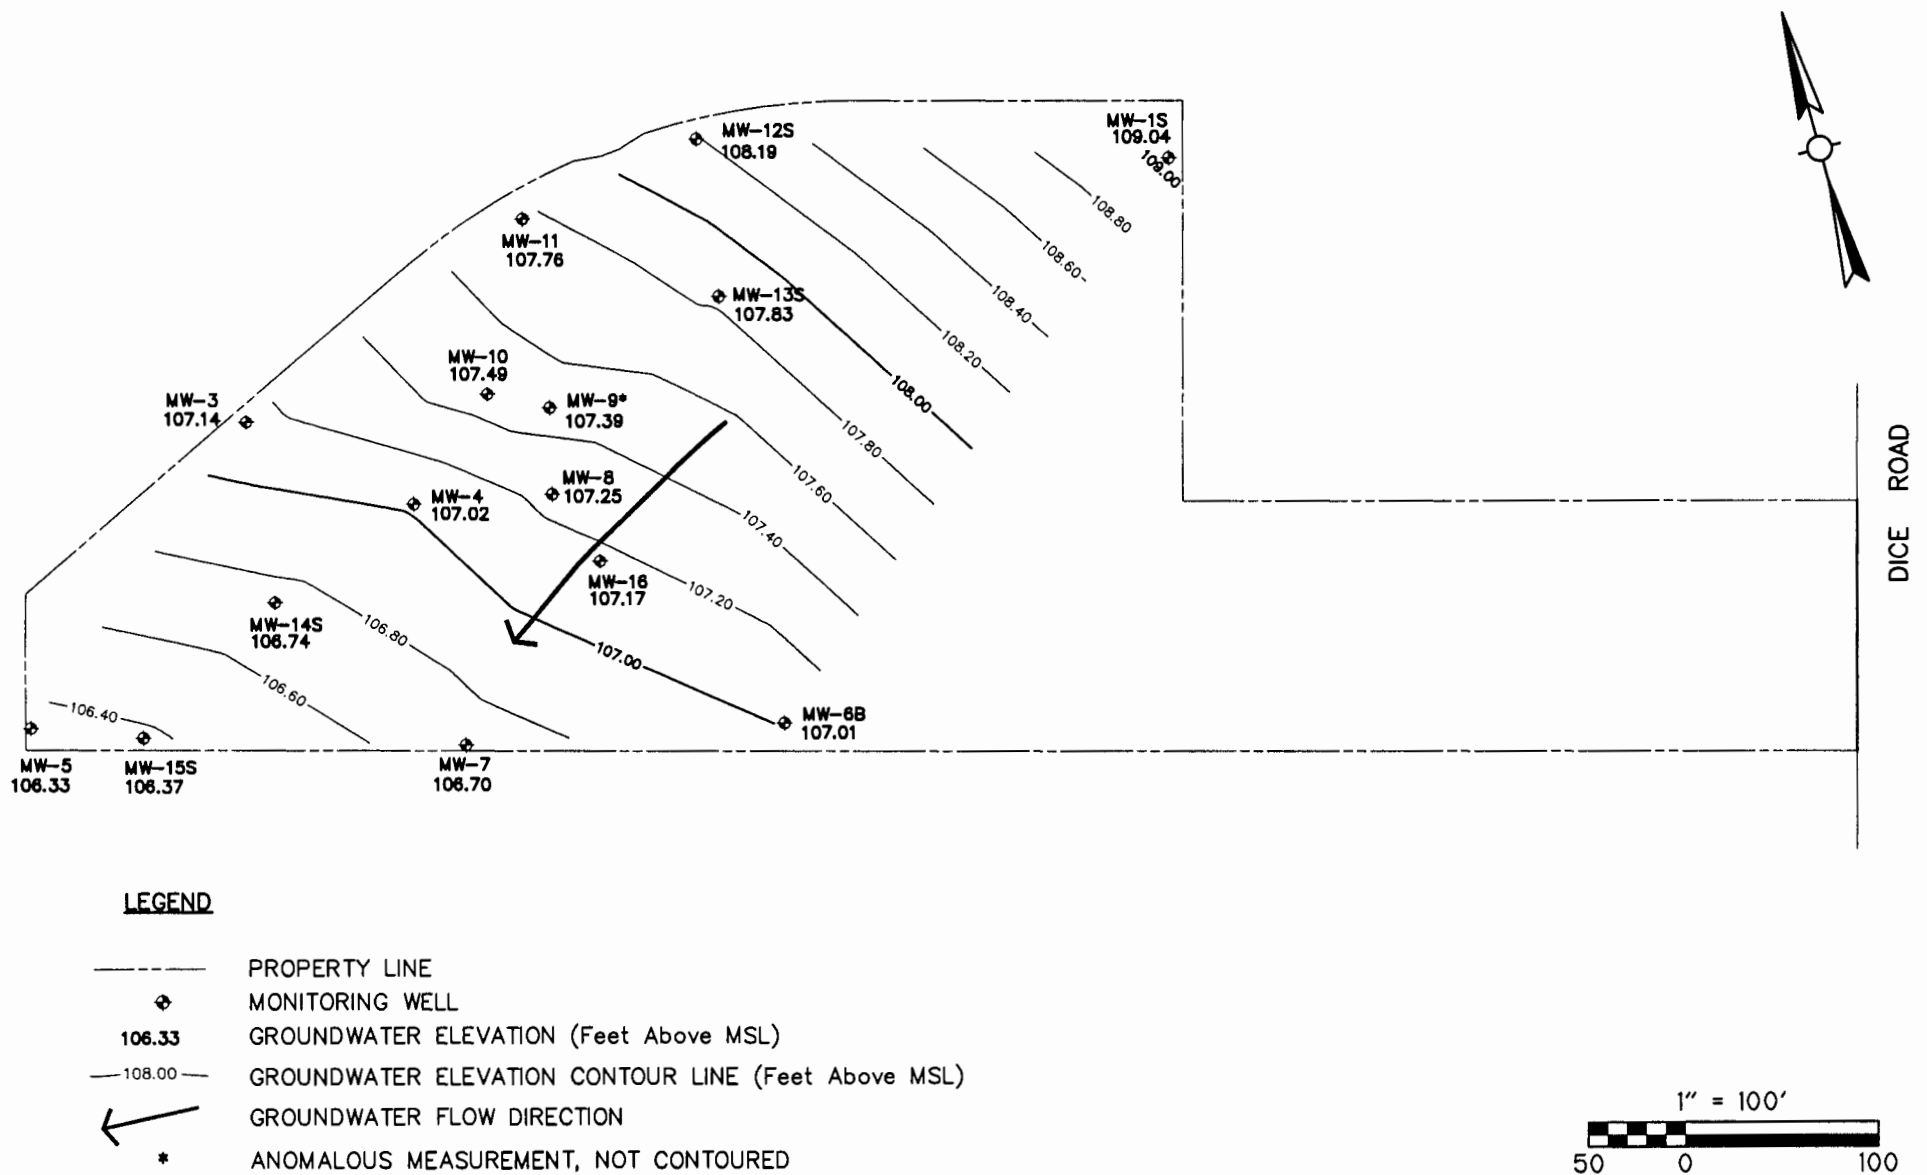 MW-1S
109.04
109.00
MW-12S
108.19
108.80
MW-11
107.76
108.60
MW-13S
107.83
108.40
108.20
MW-10
107.49
108.00
MW-3
107.14
MW-9*
107.39
107.80
MW-8
107.25
107.60
MW-4
107.02
107.40
DICE ROAD
MW-16
107.17
107.20
MW-14S
106.74
106.80
107.00
106.60
106.40
MW-6B
107.01
MW-5
106.33
MW-15S
106.37
MW-7
106.70
LEGEND
PROPERTY LINE
MONITORING WELL
106.33 GROUNDWATER ELEVATION (Feet Above MSL)
108.00 GROUNDWATER ELEVATION CONTOUR LINE (Feet Above MSL)
GROUNDWATER FLOW DIRECTION
* ANOMALOUS MEASUREMENT, NOT CONTOURED
1" = 100'
50 0 100